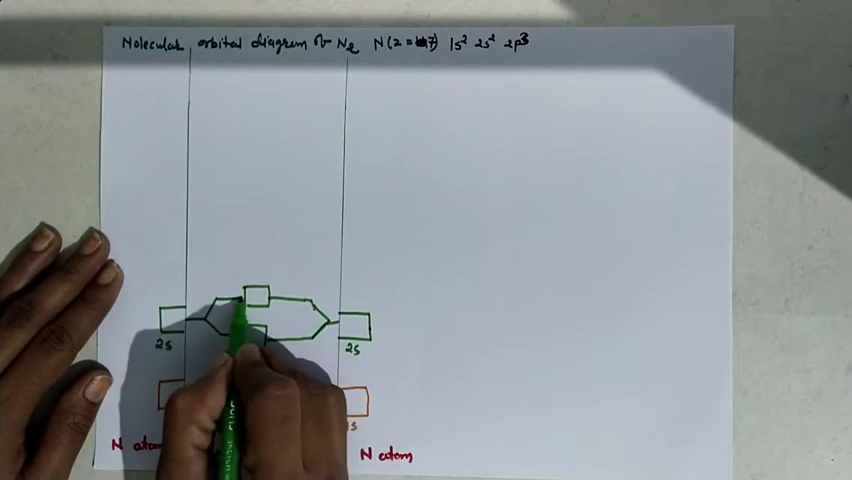 Molecular orbital diagram of N2 N(z=7) 1s² 2s² 2p³
2s 2s
N atom N atom